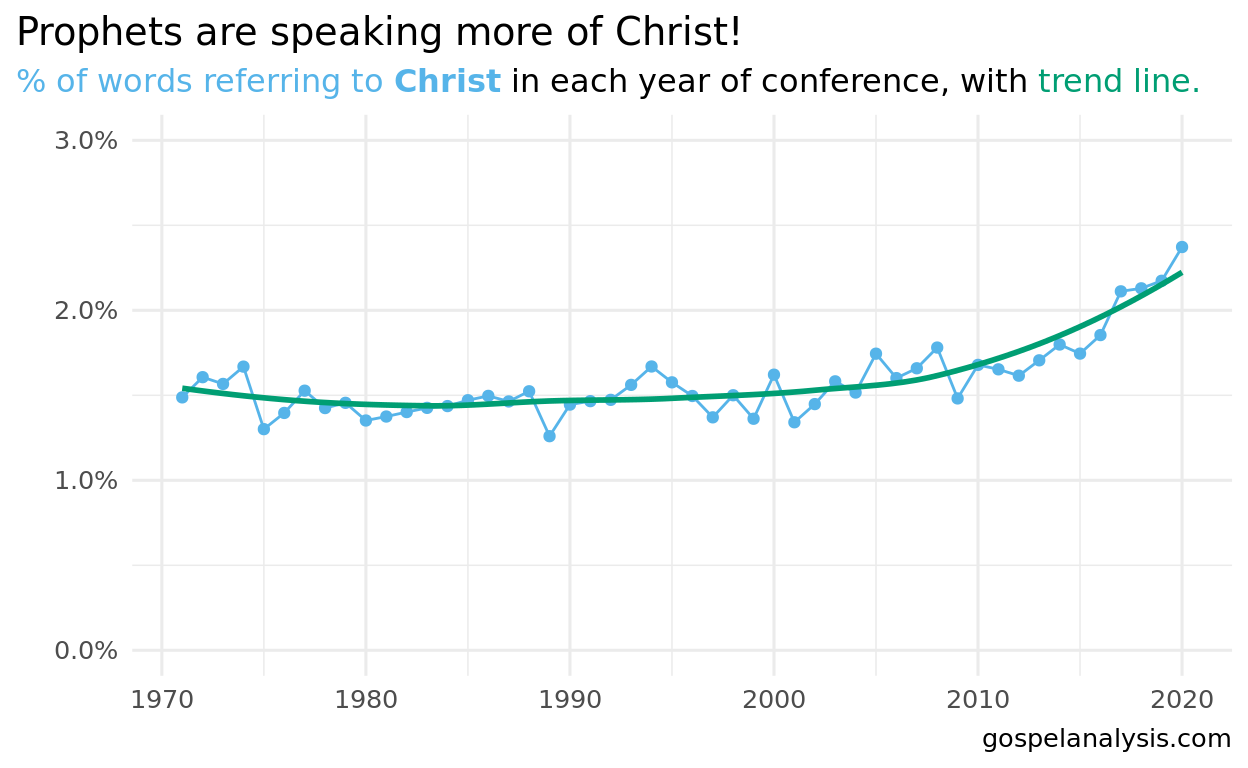 Prophets are speaking more of Christ!
% of words referring to Christ in each year of conference, with trend line.
3.0%
2.0%
1.0%
0.0%
1970 1980 1990 2000 2010 2020
gospelanalysis.com